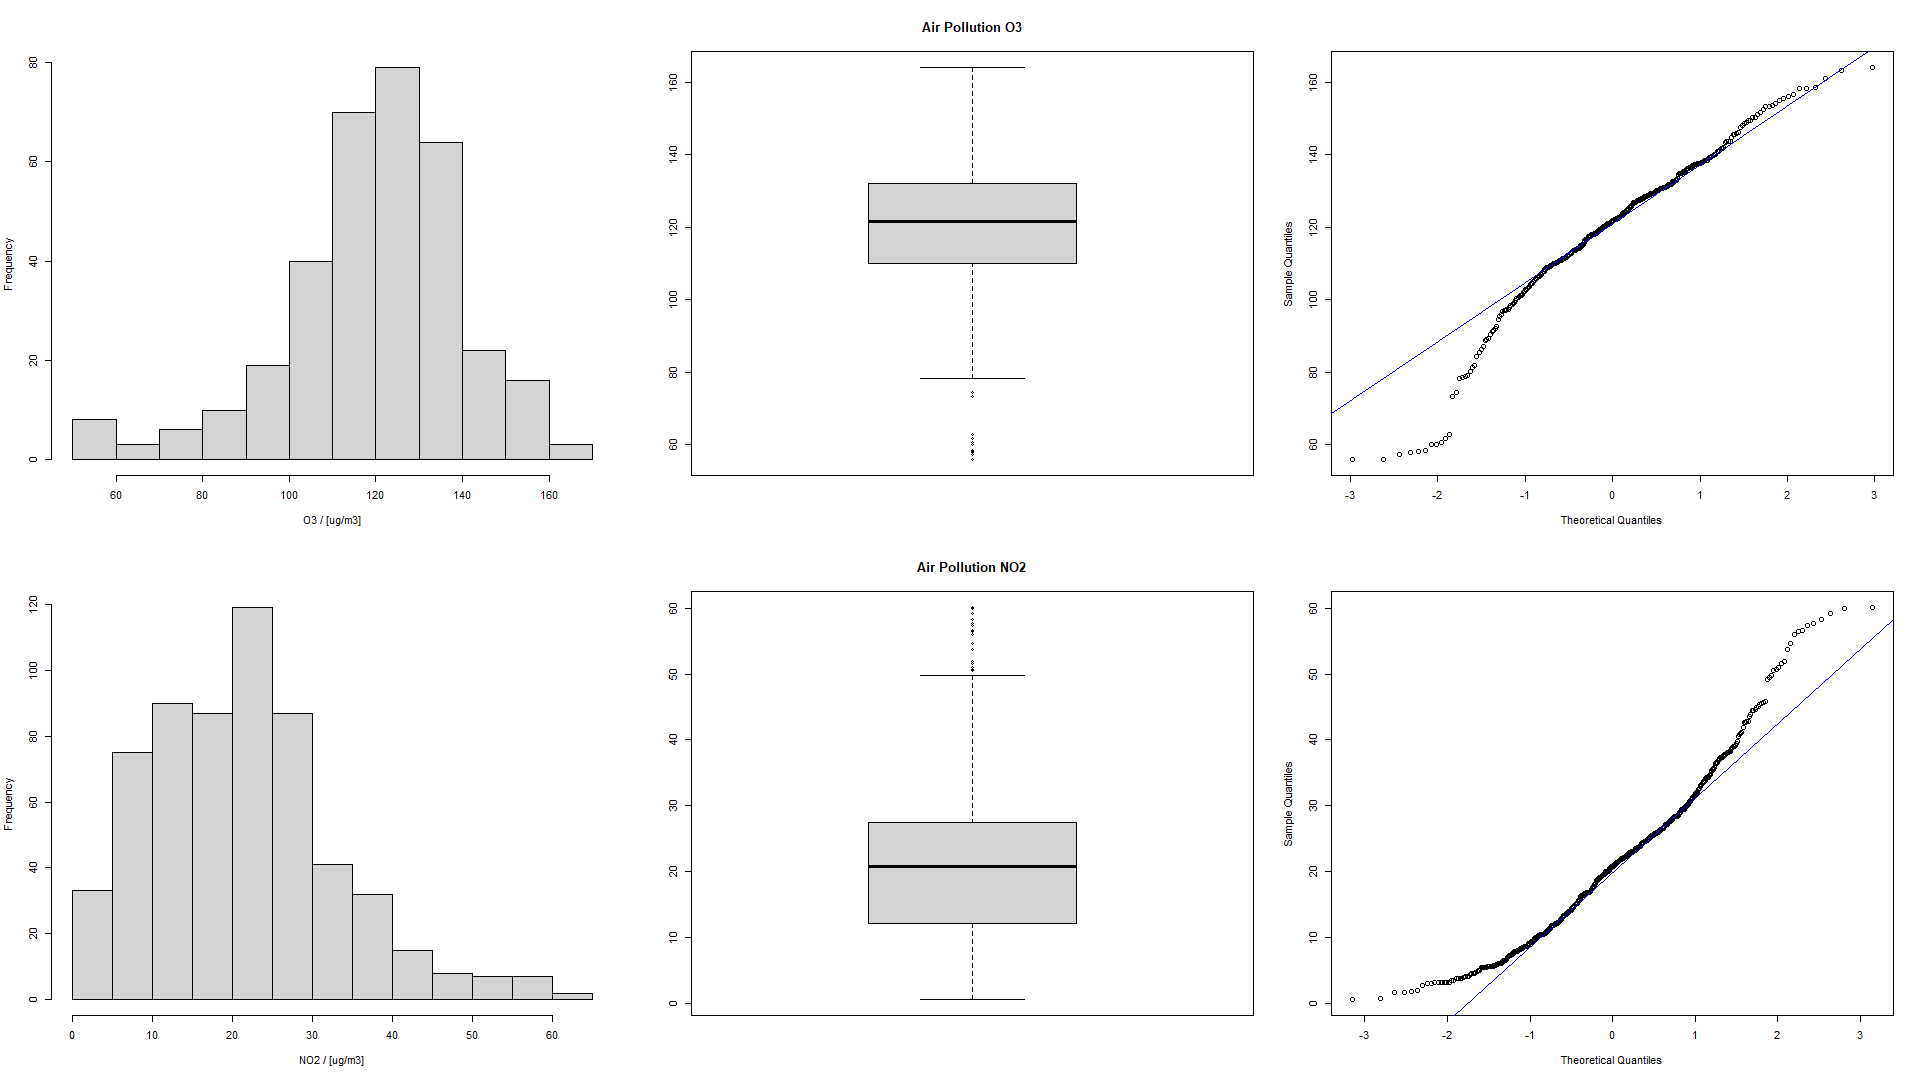 Air Pollution O3
Frequency
0 20 40 60 80
60 80 100 120 140 160
O3 / [ug/m3]
60 80 100 120 140 160
Sample Quantiles
60 80 100 120 140 160
-3 -2 -1 0 1 2 3
Theoretical Quantiles
Air Pollution NO2
Frequency
0 20 40 60 80 100 120
0 10 20 30 40 50 60
NO2 / [ug/m3]
0 10 20 30 40 50 60
Sample Quantiles
0 10 20 30 40 50 60
-3 -2 -1 0 1 2 3
Theoretical Quantiles